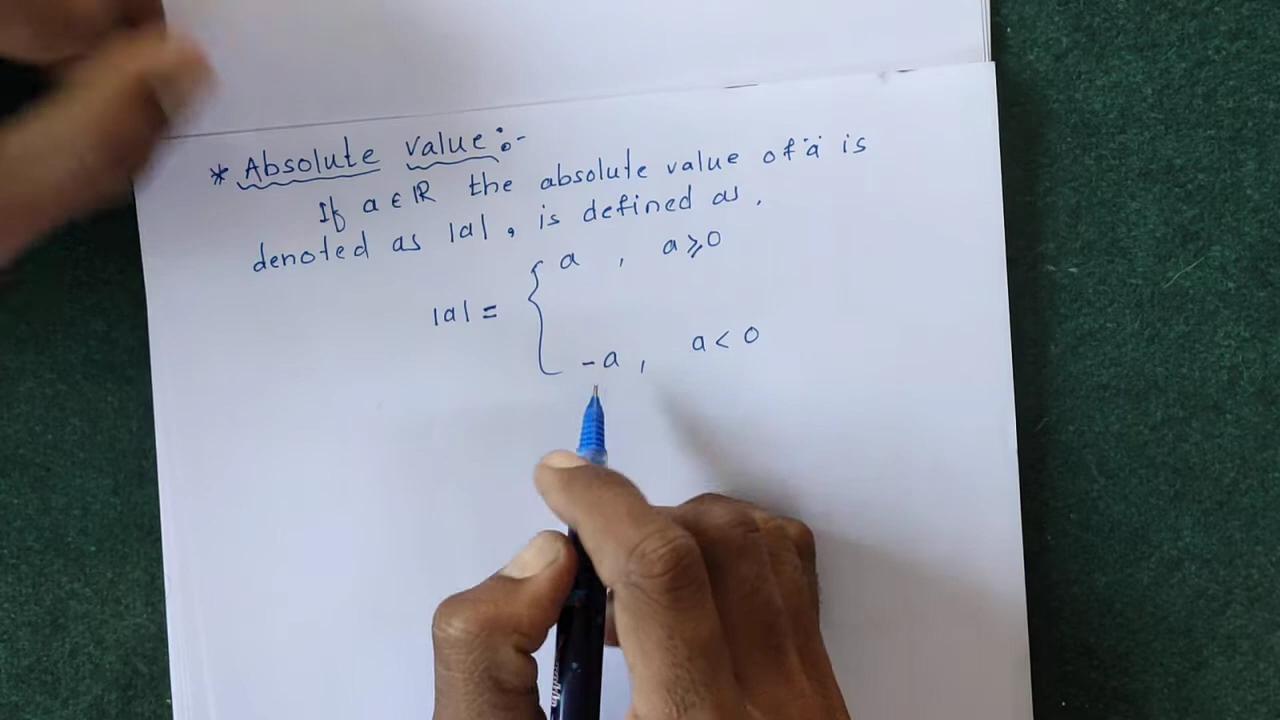 * Absolute value :-
If a ∈ ℝ the absolute value of "a" is
denoted as |a| , is defined as ,
|a| = { a , a ⩾ 0
-a , a < 0